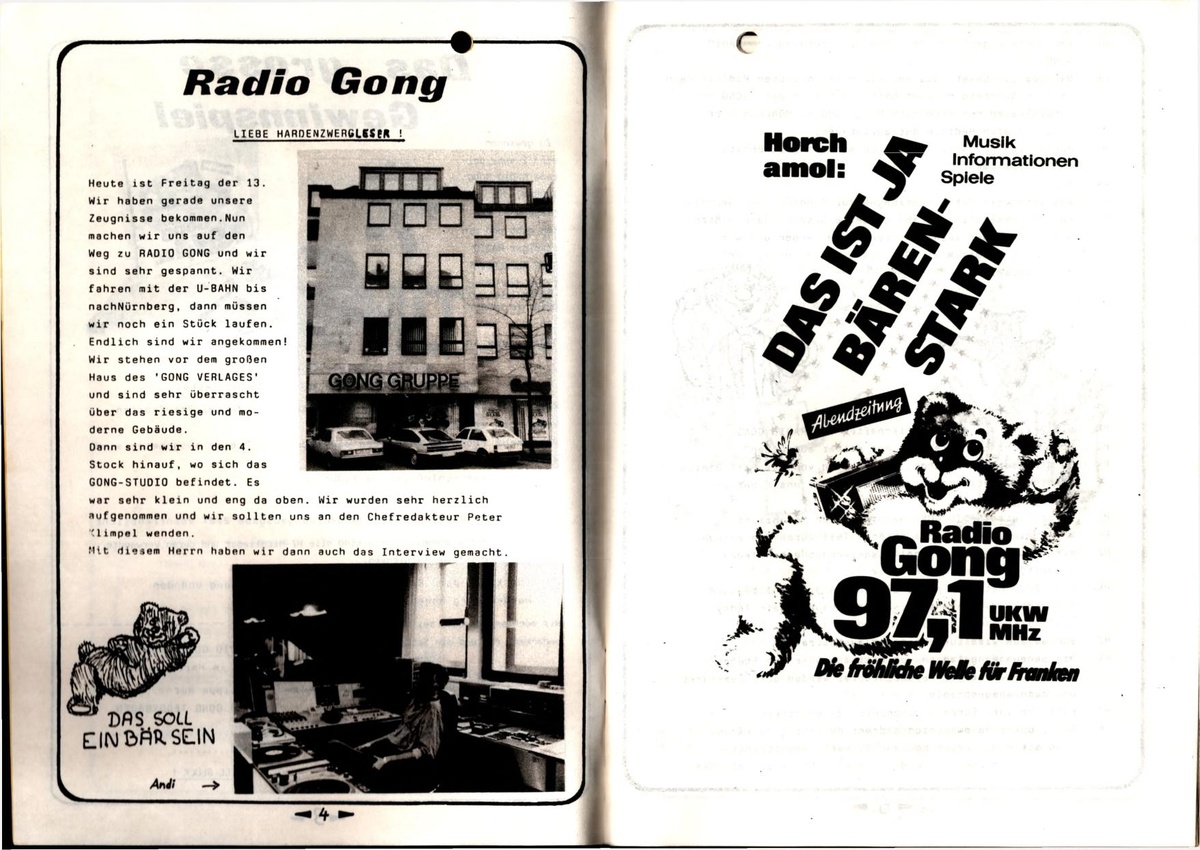 Radio Gong
LIEBE HARDENZWERGLESER !
Heute ist Freitag der 13.
Wir haben gerade unsere
Zeugnisse bekommen.Nun
machen wir uns auf den
Weg zu RADIO GONG und wir
sind sehr gespannt. Wir
fahren mit der U-BAHN bis
nachNürnberg, dann müssen
wir noch ein Stück laufen.
Endlich sind wir angekommen!
Wir stehen vor dem großen
Haus des 'GONG VERLAGES'
und sind sehr überrascht
über das riesige und mo-
derne Gebäude.
Dann sind wir in den 4.
Stock hinauf, wo sich das
GONG-STUDIO befindet. Es
war sehr klein und eng da oben. Wir wurden sehr herzlich
aufgenommen und wir sollten uns an den Chefredakteur Peter
Klimpel wenden.
Mit diesem Herrn haben wir dann auch das Interview gemacht.
GONG GRUPPE
DAS SOLL
EIN BÄR SEIN
Andi →
4
Horch
amol:
Musik
Informationen
Spiele
DAS IST JA
BÄREN-
STARK
Abendzeitung
Radio
Gong
97,1 UKW
MHz
Die fröhliche Welle für Franken